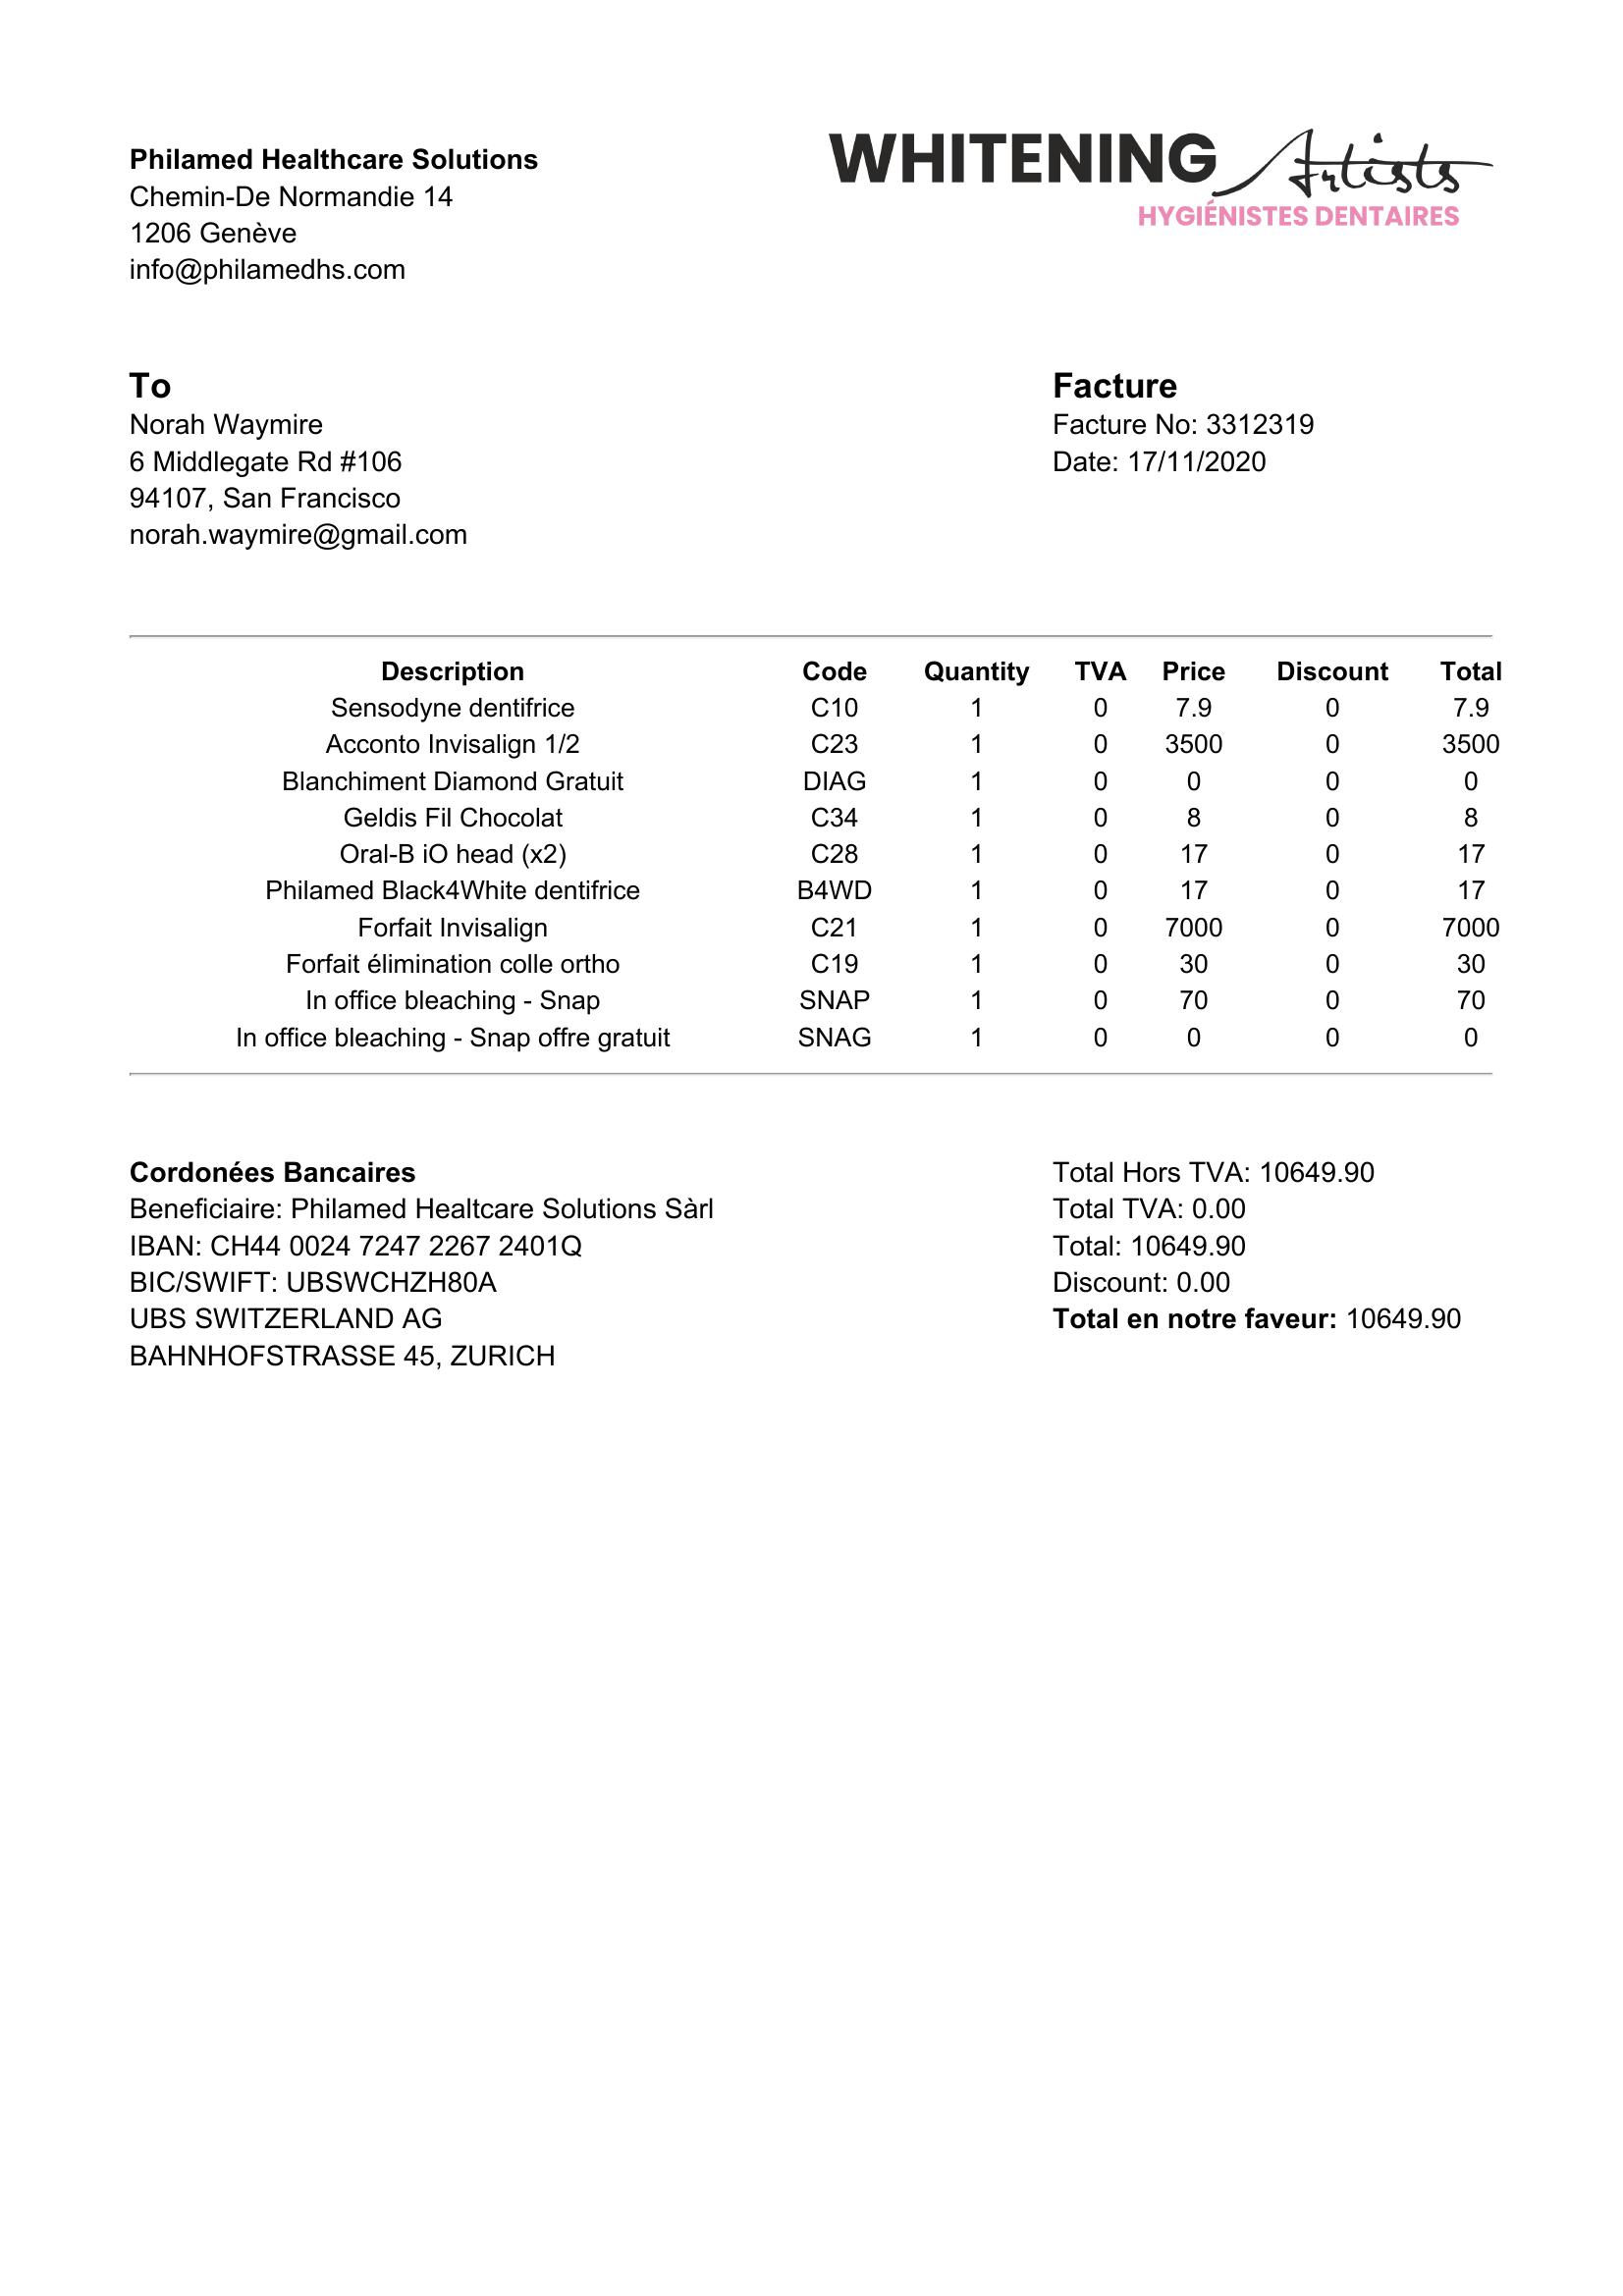 Philamed Healthcare Solutions
Chemin-De Normandie 14
1206 Genève
info@philamedhs.com
WHITENING Artists
HYGIÉNISTES DENTAIRES
To
Norah Waymire
6 Middlegate Rd #106
94107, San Francisco
norah.waymire@gmail.com
Facture
Facture No: 3312319
Date: 17/11/2020
Description Code Quantity TVA Price Discount Total
Sensodyne dentifrice C10 1 0 7.9 0 7.9
Acconto Invisalign 1/2 C23 1 0 3500 0 3500
Blanchiment Diamond Gratuit DIAG 1 0 0 0 0
Geldis Fil Chocolat C34 1 0 8 0 8
Oral-B iO head (x2) C28 1 0 17 0 17
Philamed Black4White dentifrice B4WD 1 0 17 0 17
Forfait Invisalign C21 1 0 7000 0 7000
Forfait élimination colle ortho C19 1 0 30 0 30
In office bleaching - Snap SNAP 1 0 70 0 70
In office bleaching - Snap offre gratuit SNAG 1 0 0 0 0
Cordonées Bancaires
Beneficiaire: Philamed Healtcare Solutions Sàrl
IBAN: CH44 0024 7247 2267 2401Q
BIC/SWIFT: UBSWCHZH80A
UBS SWITZERLAND AG
BAHNHOFSTRASSE 45, ZURICH
Total Hors TVA: 10649.90
Total TVA: 0.00
Total: 10649.90
Discount: 0.00
Total en notre faveur: 10649.90